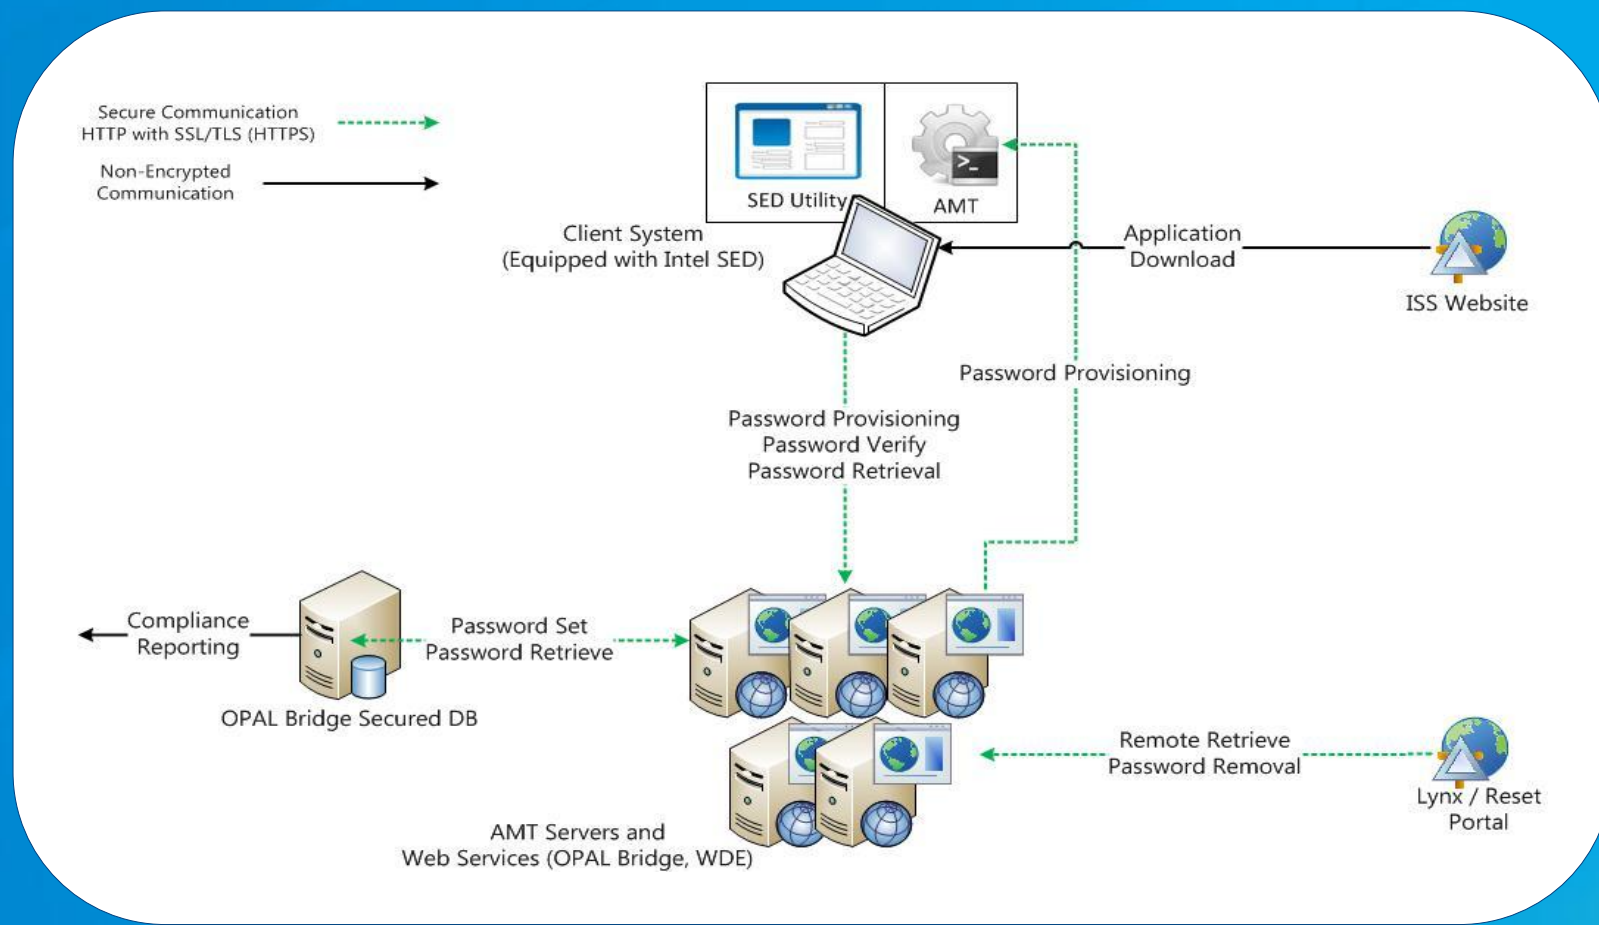 Secure Communication
HTTP with SSL/TLS (HTTPS)
Non-Encrypted
Communication
SED Utility
AMT
>_
Client System
(Equipped with Intel SED)
Application
Download
ISS Website
Password Provisioning
Password Provisioning
Password Verify
Password Retrieval
Compliance
Reporting
Password Set
Password Retrieve
OPAL Bridge Secured DB
Remote Retrieve
Password Removal
Lynx / Reset
Portal
AMT Servers and
Web Services (OPAL Bridge, WDE)